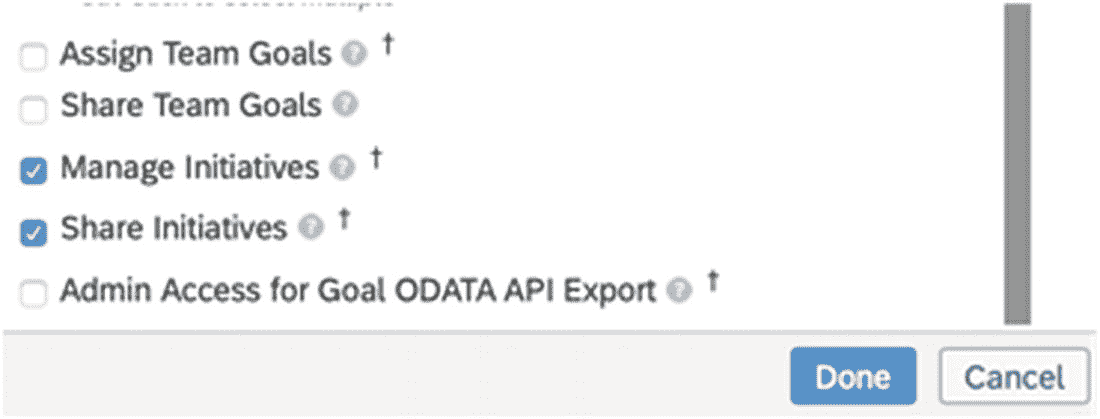 Assign Team Goals ? †
Share Team Goals ?
Manage Initiatives ? †
Share Initiatives ? †
Admin Access for Goal ODATA API Export ? †
Done Cancel